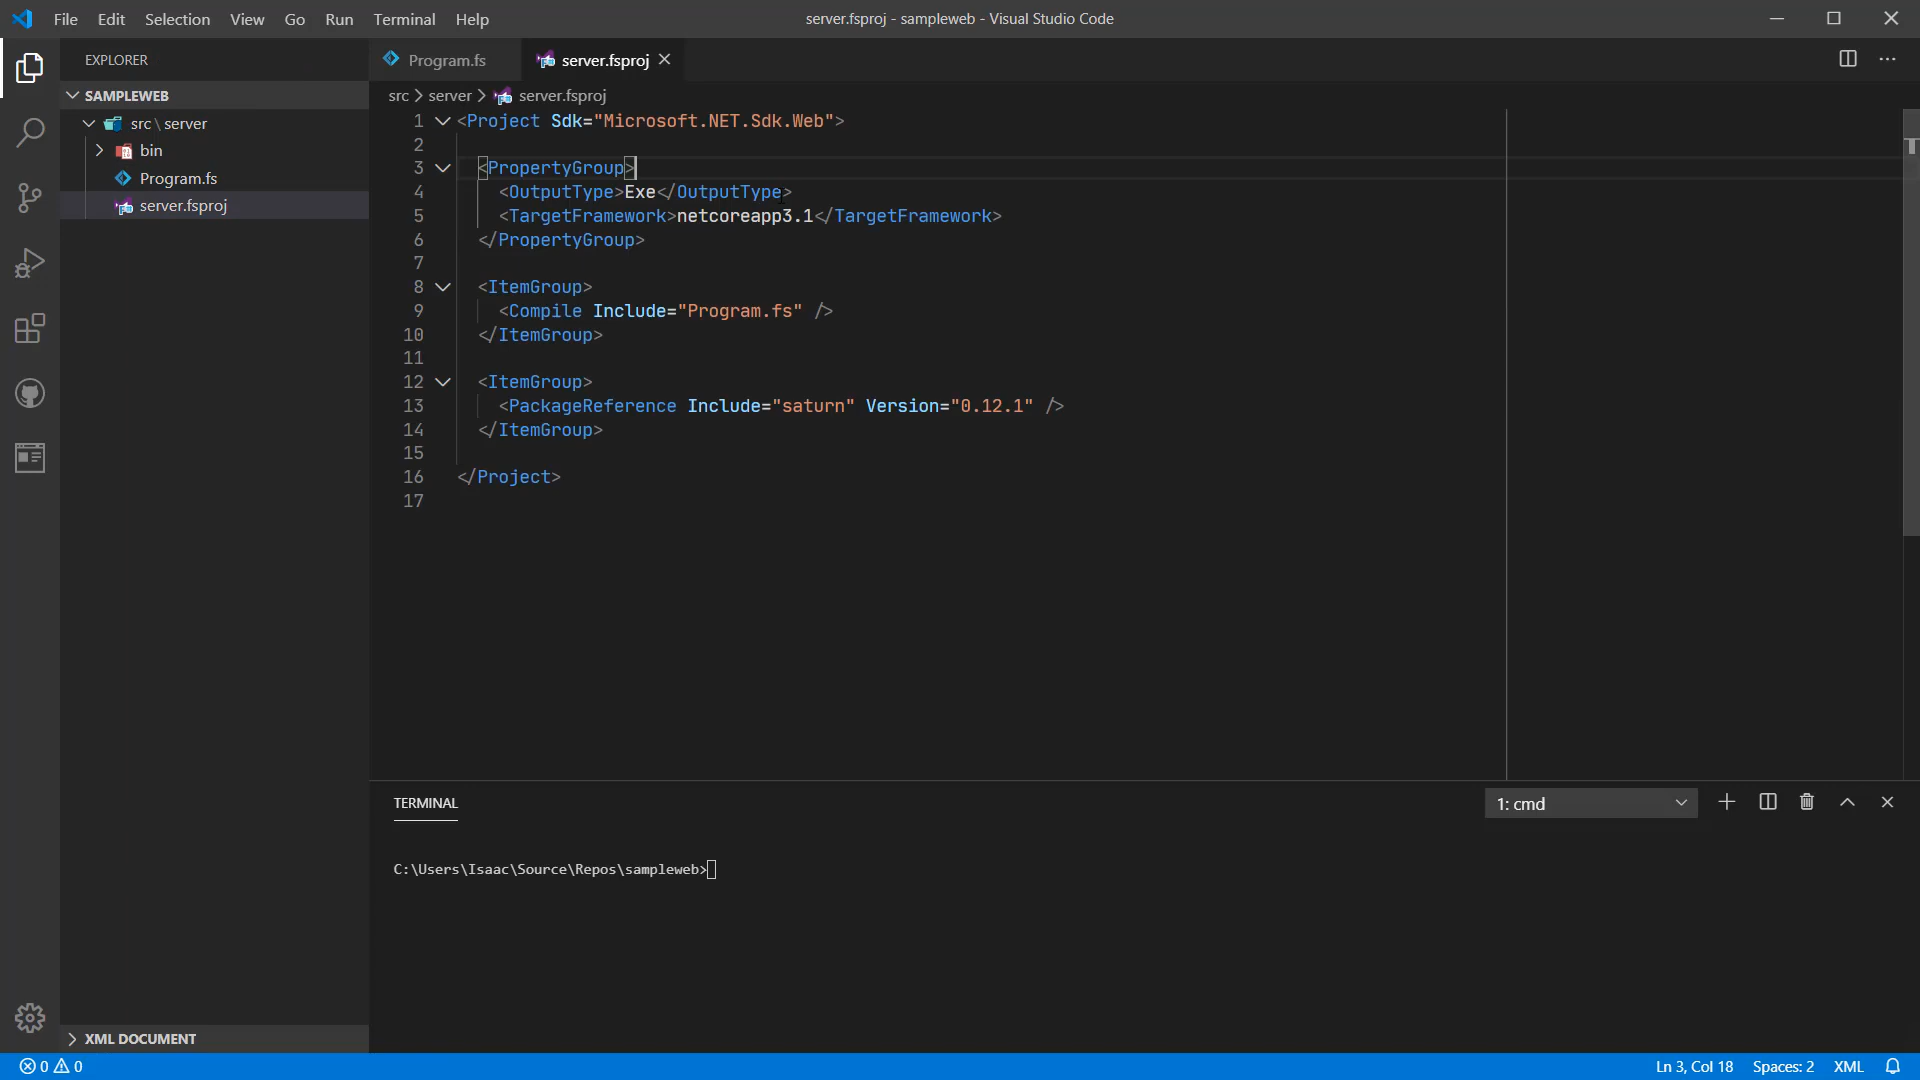 File Edit Selection View Go Run Terminal Help
server.fsproj - sampleweb - Visual Studio Code
EXPLORER
SAMPLEWEB
src \ server
bin
Program.fs
server.fsproj
XML DOCUMENT
Program.fs
server.fsproj
src server server.fsproj
1 <Project Sdk="Microsoft.NET.Sdk.Web">
2
3 <PropertyGroup>
4 <OutputType>Exe</OutputType>
5 <TargetFramework>netcoreapp3.1</TargetFramework>
6 </PropertyGroup>
7
8 <ItemGroup>
9 <Compile Include="Program.fs" />
10 </ItemGroup>
11
12 <ItemGroup>
13 <PackageReference Include="saturn" Version="0.12.1" />
14 </ItemGroup>
15
16 </Project>
17
TERMINAL
1: cmd
C:\Users\Isaac\Source\Repos\sampleweb>
0 0
Ln 3, Col 18 Spaces: 2 XML